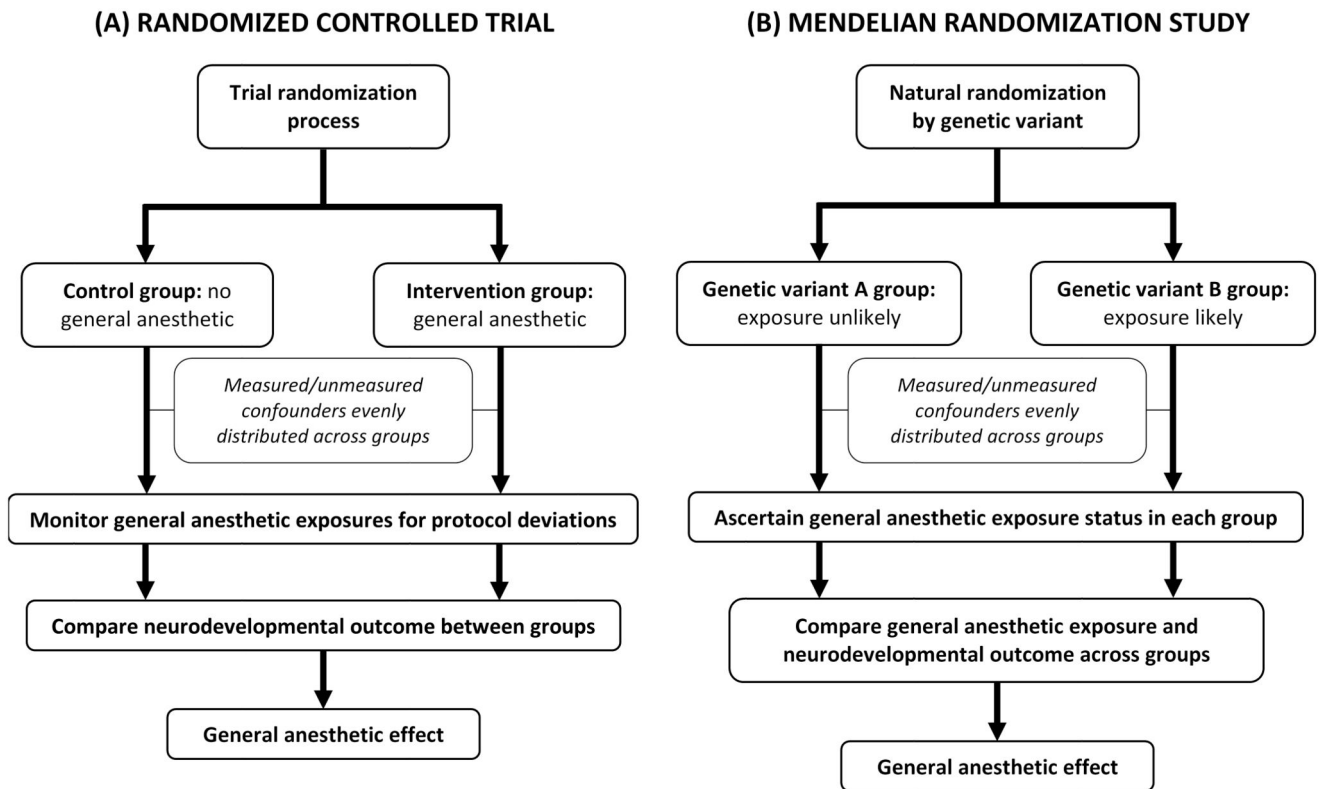 (A) RANDOMIZED CONTROLLED TRIAL
Trial randomization
process
Control group: no
general anesthetic
Intervention group:
general anesthetic
Measured/unmeasured
confounders evenly
distributed across groups
Monitor general anesthetic exposures for protocol deviations
Compare neurodevelopmental outcome between groups
General anesthetic effect
(B) MENDELIAN RANDOMIZATION STUDY
Natural randomization
by genetic variant
Genetic variant A group:
exposure unlikely
Genetic variant B group:
exposure likely
Measured/unmeasured
confounders evenly
distributed across groups
Ascertain general anesthetic exposure status in each group
Compare general anesthetic exposure and
neurodevelopmental outcome across groups
General anesthetic effect